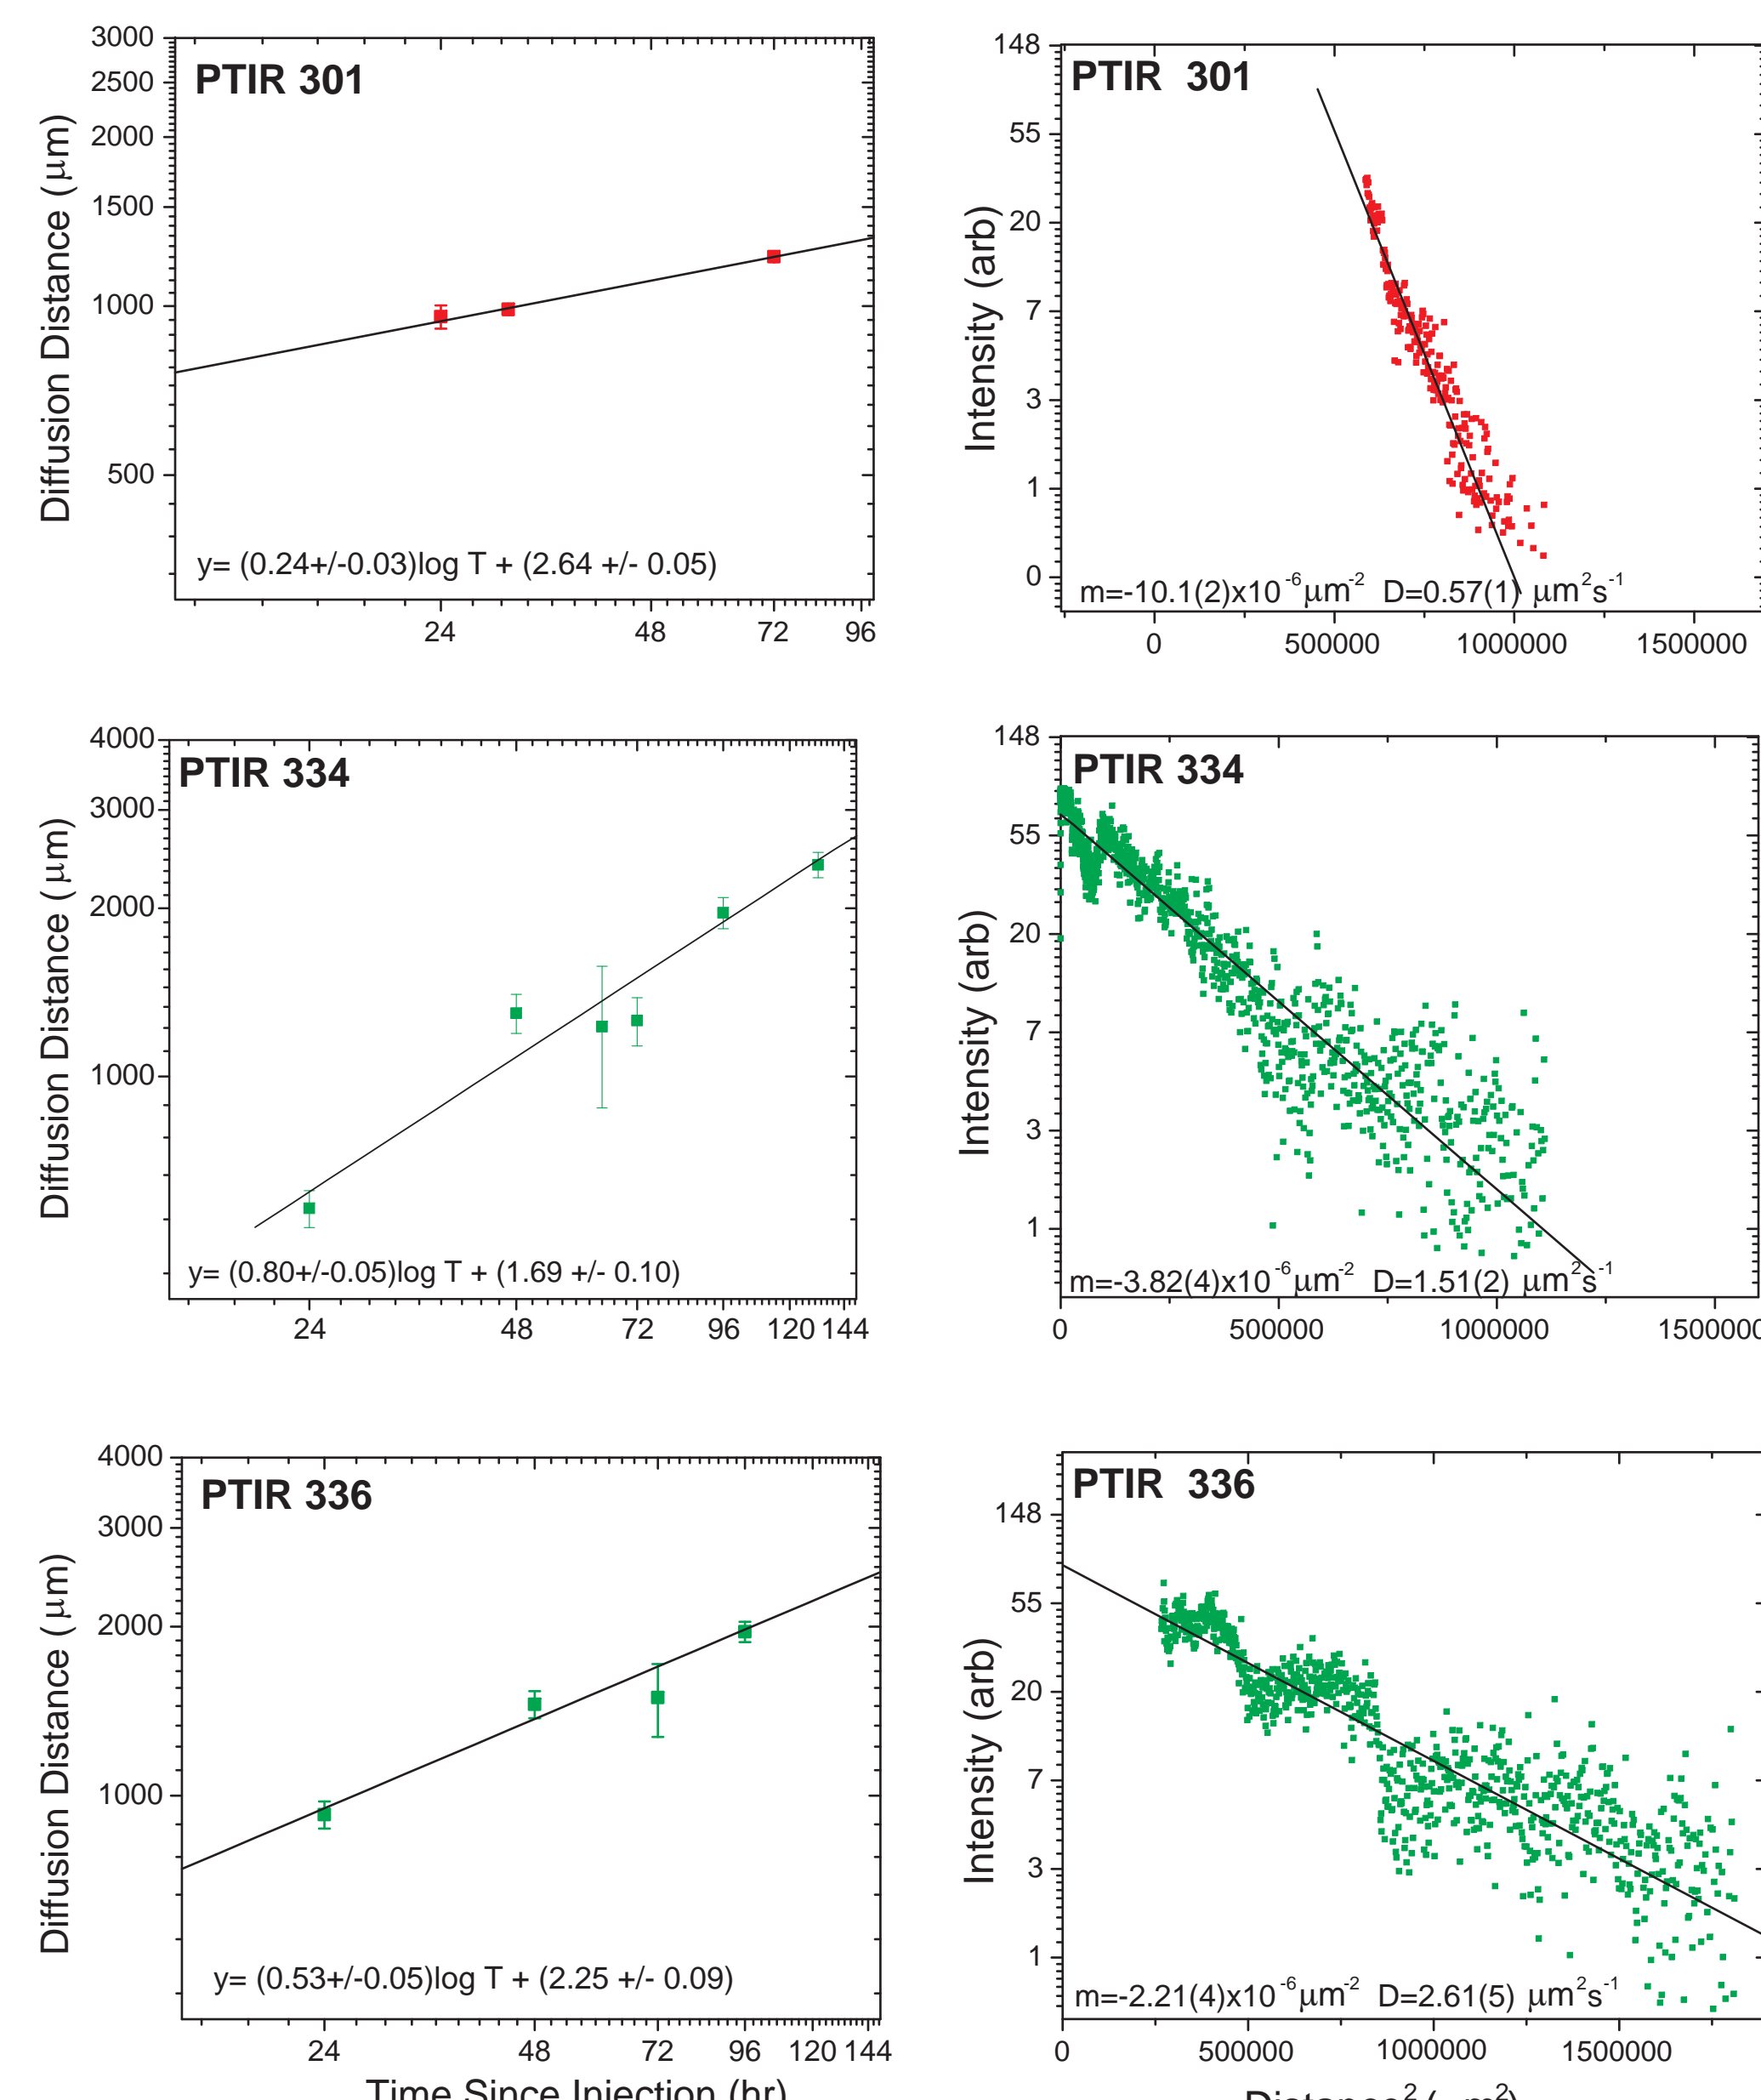 PTIR 301
Diffusion Distance (μm)
3000
2500
2000
1500
1000
500
y= (0.24+/-0.03)log T + (2.64 +/- 0.05)
24 48 72 96
PTIR 301
Intensity (arb)
148
55
20
7
3
1
0
m=-10.1(2)x10⁻⁶μm⁻² D=0.57(1) μm²s⁻¹
0 500000 1000000 1500000
PTIR 334
Diffusion Distance (μm)
4000
3000
2000
1000
y= (0.80+/-0.05)log T + (1.69 +/- 0.10)
24 48 72 96 120 144
PTIR 334
Intensity (arb)
148
55
20
7
3
1
m=-3.82(4)x10⁻⁶μm⁻² D=1.51(2) μm²s⁻¹
0 500000 1000000 1500000
PTIR 336
Diffusion Distance (μm)
4000
3000
2000
1000
y= (0.53+/-0.05)log T + (2.25 +/- 0.09)
24 48 72 96 120 144
Time Since Injection (hr)
PTIR 336
Intensity (arb)
148
55
20
7
3
1
m=-2.21(4)x10⁻⁶μm⁻² D=2.61(5) μm²s⁻¹
0 500000 1000000 1500000
Distance² (μm²)